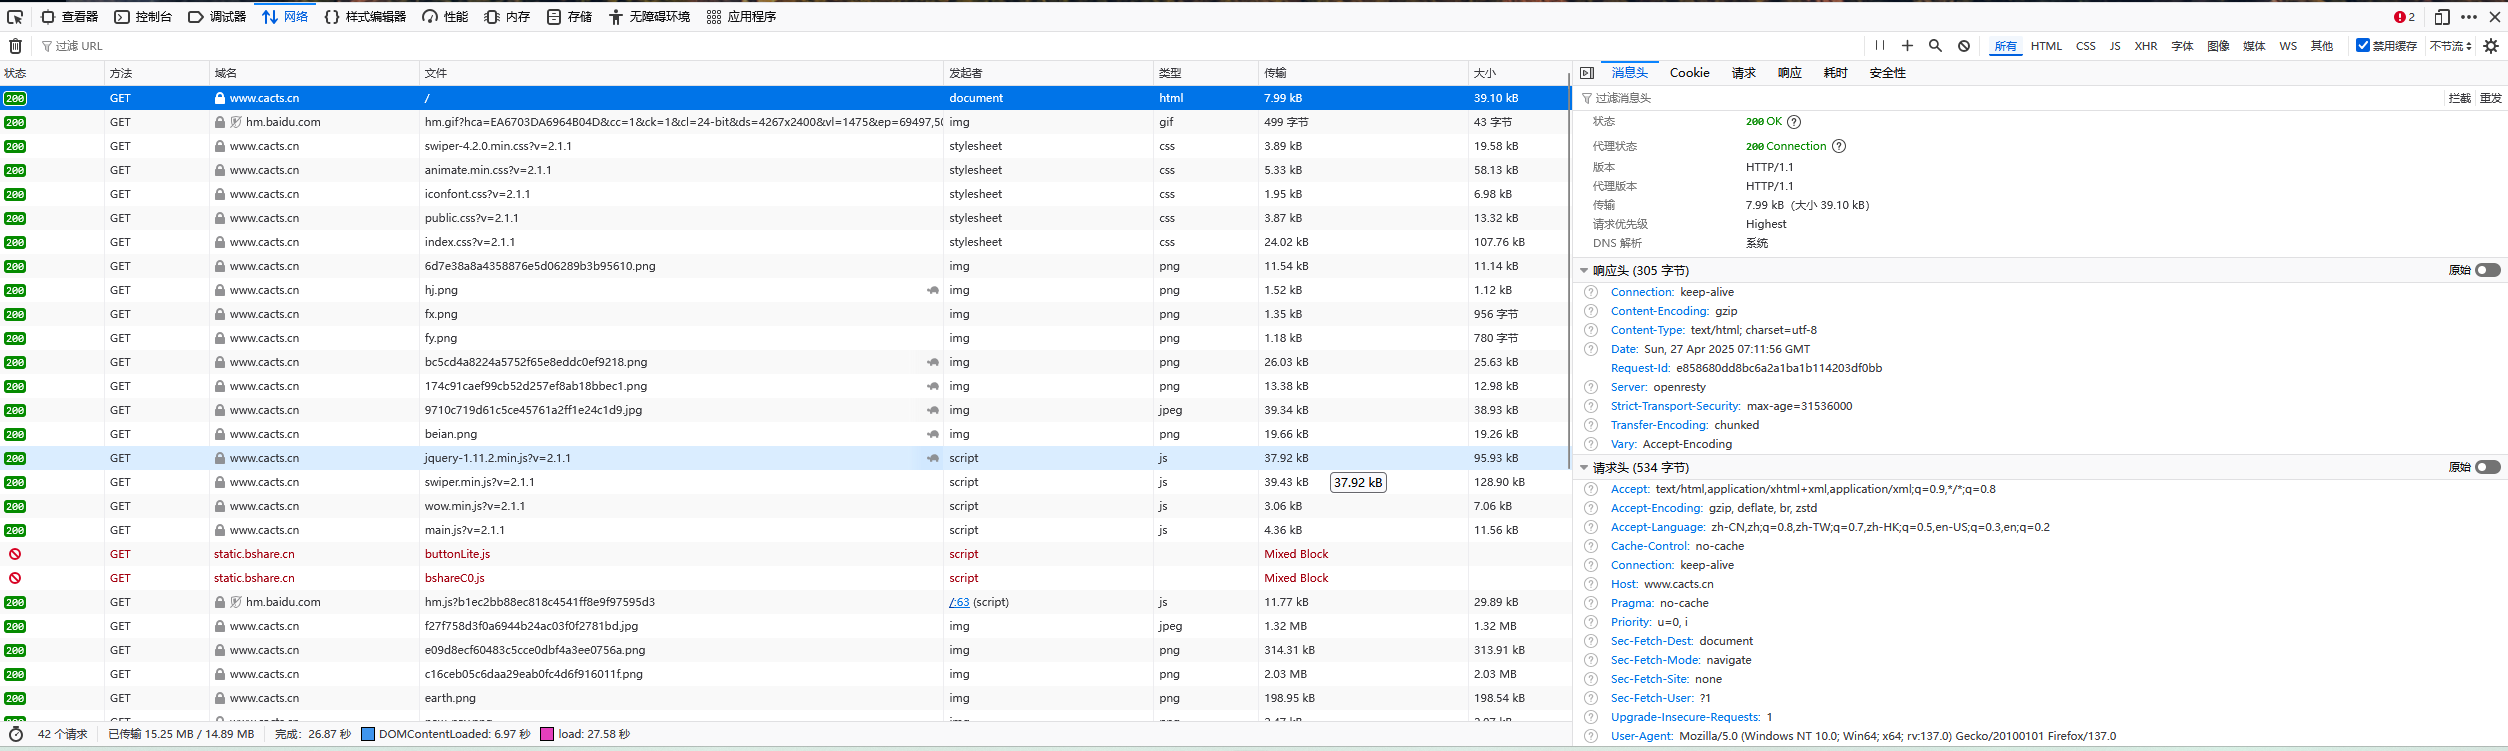 查看器 控制台 调试器 网络 样式编辑器 性能 内存 存储 无障碍环境 应用程序 2
过滤 URL 所有 HTML CSS JS XHR 字体 图像 媒体 WS 其他 禁用缓存 不节流
状态 方法 域名 文件 发起者 类型 传输 大小
200 GET www.cacts.cn / document html 7.99 kB 39.10 kB
200 GET hm.baidu.com hm.gif?hca=EA6703DA6964B04D&cc=1&ck=1&cl=24-bit&ds=4267x2400&vl=1475&ep=69497,50 img gif 499 字节 43 字节
200 GET www.cacts.cn swiper-4.2.0.min.css?v=2.1.1 stylesheet css 3.89 kB 19.58 kB
200 GET www.cacts.cn animate.min.css?v=2.1.1 stylesheet css 5.33 kB 58.13 kB
200 GET www.cacts.cn iconfont.css?v=2.1.1 stylesheet css 1.95 kB 6.98 kB
200 GET www.cacts.cn public.css?v=2.1.1 stylesheet css 3.87 kB 13.32 kB
200 GET www.cacts.cn index.css?v=2.1.1 stylesheet css 24.02 kB 107.76 kB
200 GET www.cacts.cn 6d7e38a8a4358876e5d06289b3b95610.png img png 11.54 kB 11.14 kB
200 GET www.cacts.cn hj.png img png 1.52 kB 1.12 kB
200 GET www.cacts.cn fx.png img png 1.35 kB 956 字节
200 GET www.cacts.cn fy.png img png 1.18 kB 780 字节
200 GET www.cacts.cn bc5cd4a8224a5752f65e8eddc0ef9218.png img png 26.03 kB 25.63 kB
200 GET www.cacts.cn 174c91caef99cb52d257ef8ab18bbec1.png img png 13.38 kB 12.98 kB
200 GET www.cacts.cn 9710c719d61c5ce45761a2ff1e24c1d9.jpg img jpeg 39.34 kB 38.93 kB
200 GET www.cacts.cn beian.png img png 19.66 kB 19.26 kB
200 GET www.cacts.cn jquery-1.11.2.min.js?v=2.1.1 script js 37.92 kB 95.93 kB
200 GET www.cacts.cn swiper.min.js?v=2.1.1 script js 39.43 kB 128.90 kB
37.92 kB
200 GET www.cacts.cn wow.min.js?v=2.1.1 script js 3.06 kB 7.06 kB
200 GET www.cacts.cn main.js?v=2.1.1 script js 4.36 kB 11.56 kB
GET static.bshare.cn buttonLite.js script Mixed Block
GET static.bshare.cn bshareC0.js script Mixed Block
200 GET hm.baidu.com hm.js?b1ec2bb88ec818c4541ff8e9f97595d3 /:63 (script) js 11.77 kB 29.89 kB
200 GET www.cacts.cn f27f758d3f0a6944b24ac03f0f2781bd.jpg img jpeg 1.32 MB 1.32 MB
200 GET www.cacts.cn e09d8ecf60483c5cce0dbf4a3ee0756a.png img png 314.31 kB 313.91 kB
200 GET www.cacts.cn c16ceb05c6daa29eab0fc4d6f916011f.png img png 2.03 MB 2.03 MB
200 GET www.cacts.cn earth.png img png 198.95 kB 198.54 kB
42 个请求 已传输 15.25 MB / 14.89 MB 完成：26.87 秒 DOMContentLoaded: 6.97 秒 load: 27.58 秒
消息头 Cookie 请求 响应 耗时 安全性
过滤消息头 拦截 重发
状态 200 OK
代理状态 200 Connection
版本 HTTP/1.1
代理版本 HTTP/1.1
传输 7.99 kB（大小 39.10 kB）
请求优先级 Highest
DNS 解析 系统
响应头 (305 字节) 原始
Connection: keep-alive
Content-Encoding: gzip
Content-Type: text/html; charset=utf-8
Date: Sun, 27 Apr 2025 07:11:56 GMT
Request-Id: e858680dd8bc6a2a1ba1b114203df0bb
Server: openresty
Strict-Transport-Security: max-age=31536000
Transfer-Encoding: chunked
Vary: Accept-Encoding
请求头 (534 字节) 原始
Accept: text/html,application/xhtml+xml,application/xml;q=0.9,*/*;q=0.8
Accept-Encoding: gzip, deflate, br, zstd
Accept-Language: zh-CN,zh;q=0.8,zh-TW;q=0.7,zh-HK;q=0.5,en-US;q=0.3,en;q=0.2
Cache-Control: no-cache
Connection: keep-alive
Host: www.cacts.cn
Pragma: no-cache
Priority: u=0, i
Sec-Fetch-Dest: document
Sec-Fetch-Mode: navigate
Sec-Fetch-Site: none
Sec-Fetch-User: ?1
Upgrade-Insecure-Requests: 1
User-Agent: Mozilla/5.0 (Windows NT 10.0; Win64; x64; rv:137.0) Gecko/20100101 Firefox/137.0